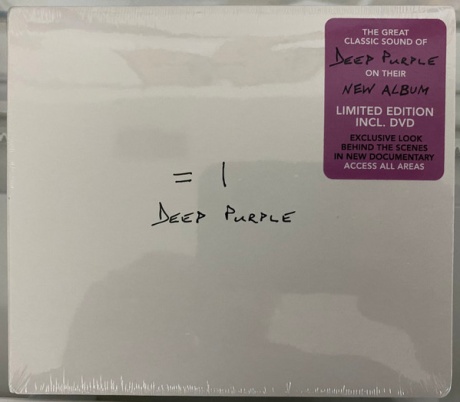 THE GREAT
CLASSIC SOUND OF
DEEP PURPLE
ON THEIR
NEW ALBUM
LIMITED EDITION
INCL. DVD
EXCLUSIVE LOOK
BEHIND THE SCENES
IN NEW DOCUMENTARY
ACCESS ALL AREAS
= 1
DEEP PURPLE